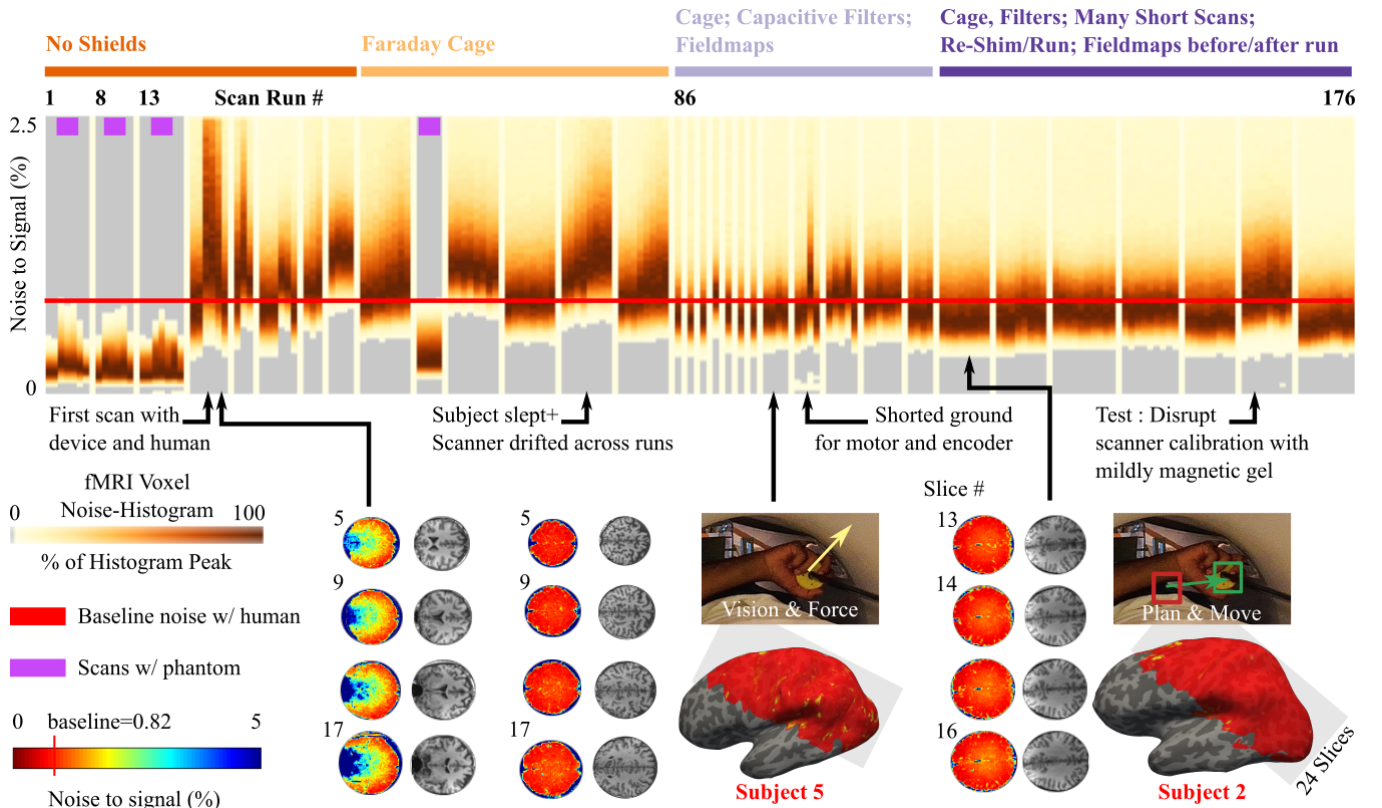 No Shields
Faraday Cage
Cage; Capacitive Filters;
Fieldmaps
Cage, Filters; Many Short Scans;
Re-Shim/Run; Fieldmaps before/after run
1 8 13 Scan Run # 86 176
2.5
Noise to Signal (%)
0
First scan with
device and human
Subject slept+
Scanner drifted across runs
Shorted ground
for motor and encoder
Test : Disrupt
scanner calibration with
mildly magnetic gel
fMRI Voxel
Noise-Histogram
0 100
% of Histogram Peak
Baseline noise w/ human
Scans w/ phantom
0 baseline=0.82 5
Noise to signal (%)
5
9
17
5
9
17
Vision & Force
Subject 5
Slice #
13
14
16
Plan & Move
Subject 2
24 Slices